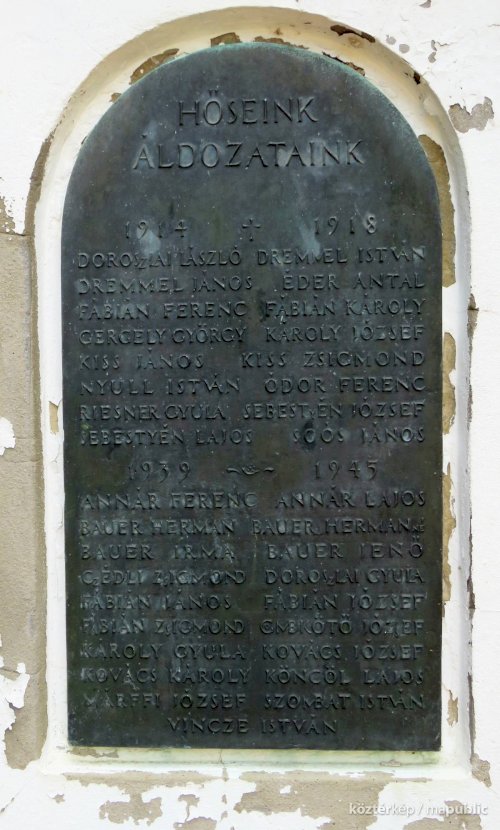 HŐSEINK
ÁLDOZATAINK
1914 + 1918
DOROSZLAI LÁSZLÓ DREMMEL ISTVÁN
DREMMEL JÁNOS ÉDER ANTAL
FÁBIÁN FERENC FÁBIÁN KÁROLY
GERGELY GYÖRGY KÁROLY JÓZSEF
KISS JÁNOS KISS ZSIGMOND
NYÚLL ISTVÁN ÓDOR FERENC
RIESNER GYULA SEBESTYÉN JÓZSEF
SEBESTYÉN LAJOS SOÓS JÁNOS
1939 1945
ANNÁR FERENC ANNÁR LAJOS
BAUER HERMAN BAUER HERMANNÉ
BAUER IRMA BAUER JENŐ
GÉDLI ZSIGMOND DOROSZLAI GYULA
FÁBIÁN JÁNOS FÁBIÁN JÓZSEF
FÁBIÁN ZSIGMOND GMBKÖTŐ JÓZSEF
KÁROLY GYULA KOVÁCS JÓZSEF
KOVÁCS KÁROLY KÖNCÖL LAJOS
MÁRFFI JÓZSEF SZOMBAT ISTVÁN
VINCZE ISTVÁN
köztérkép / mapublic